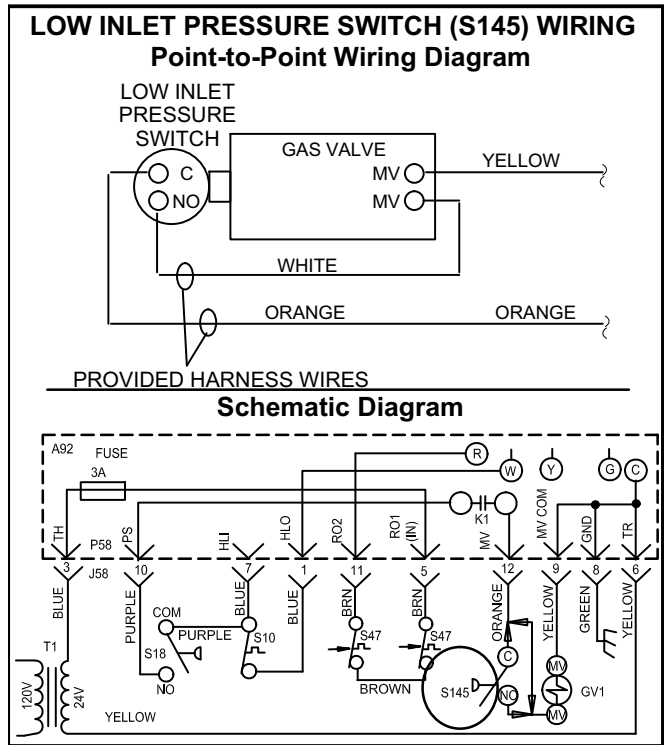 LOW INLET PRESSURE SWITCH (S145) WIRING
Point-to-Point Wiring Diagram
LOW INLET
PRESSURE
SWITCH
GAS VALVE
C
NO
MV
MV
YELLOW
WHITE
ORANGE
ORANGE
PROVIDED HARNESS WIRES
Schematic Diagram
A92
FUSE
3A
R
W
Y
G
C
K1
TH
P58
PS
HLI
HLO
RO2
RO1
(IN)
MV
MV COM
GND
TR
3
J58
10
7
1
11
5
12
9
8
6
BLUE
PURPLE
BLUE
BLUE
BRN
BRN
ORANGE
YELLOW
GREEN
YELLOW
COM
PURPLE
S10
S18
NO
S47
S47
BROWN
S145
C
NO
MV
MV
GV1
T1
120V
24V
YELLOW